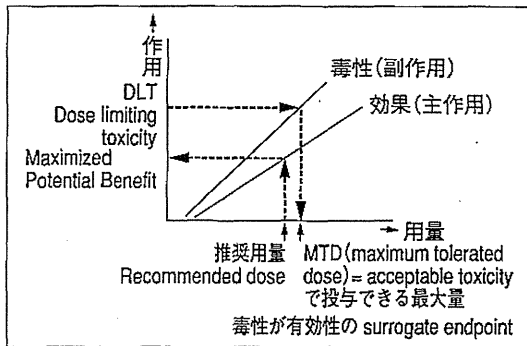 作
用
DLT
Dose limiting
toxicity
Maximized
Potential Benefit
毒性(副作用)
効果(主作用)
用量
推奨用量
Recommended dose
MTD(maximum tolerated
dose)= acceptable toxicity
で投与できる最大量
毒性が有効性の surrogate endpoint